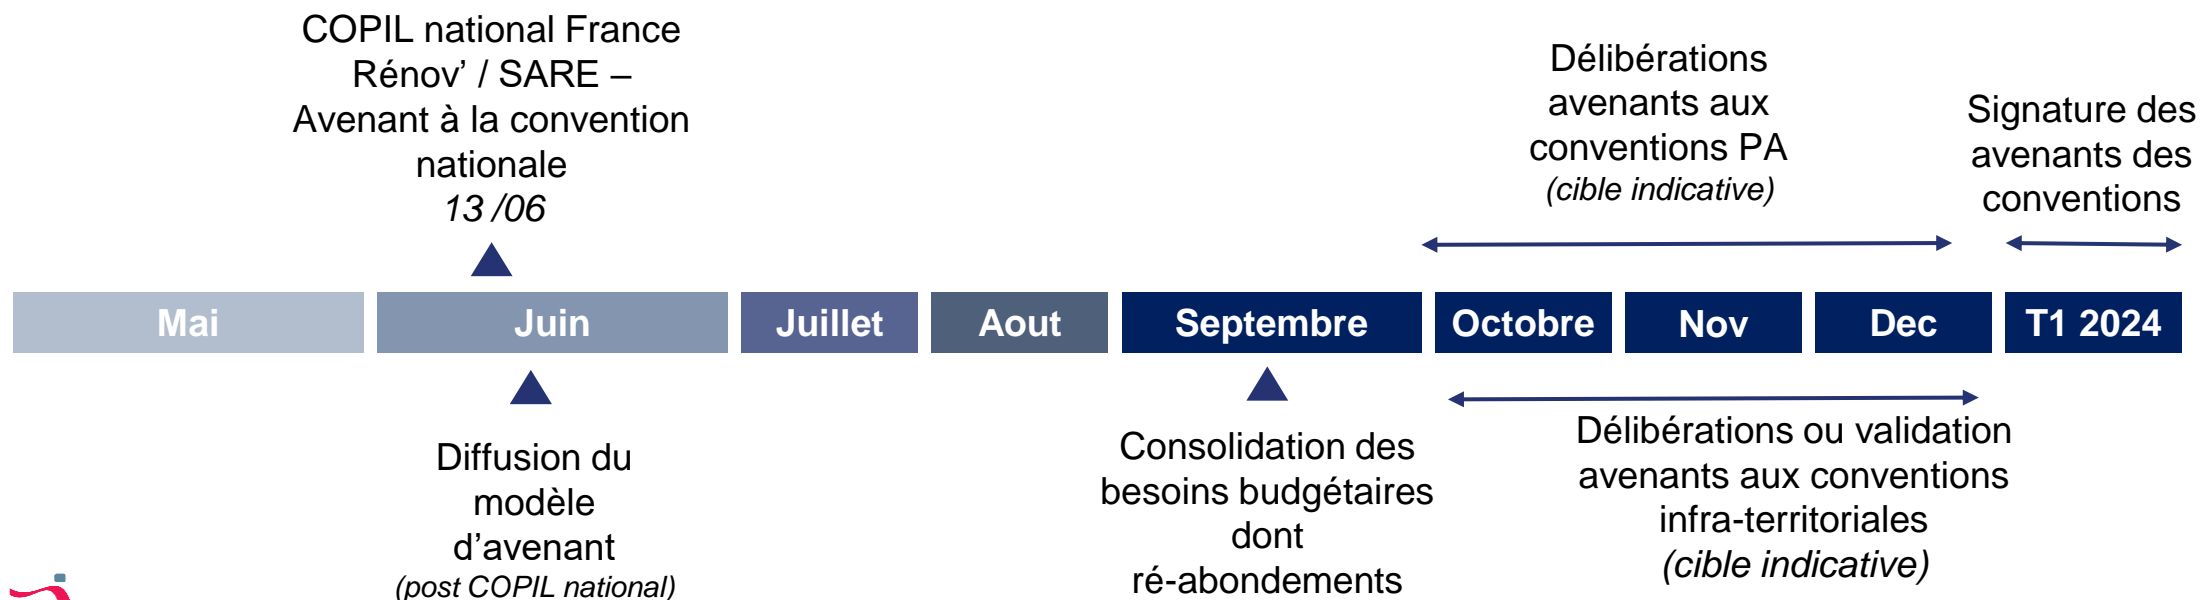 COPIL national France
Rénov’ / SARE –
Avenant à la convention
nationale
13 /06
Délibérations
avenants aux
conventions PA
(cible indicative)
Signature des
avenants des
conventions
Mai
Juin
Juillet
Aout
Septembre
Octobre
Nov
Dec
T1 2024
Diffusion du
modèle
d’avenant
(post COPIL national)
Consolidation des
besoins budgétaires
dont
ré-abondements
Délibérations ou validation
avenants aux conventions
infra-territoriales
(cible indicative)